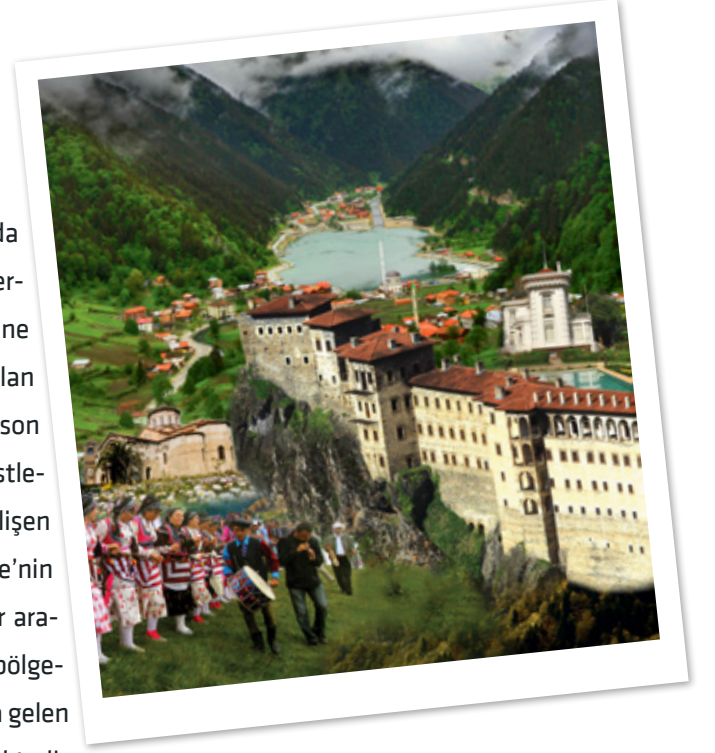 da
er-
ne
lan
son
stle-
lişen
e’nin
r ara-
bölge-
gelen